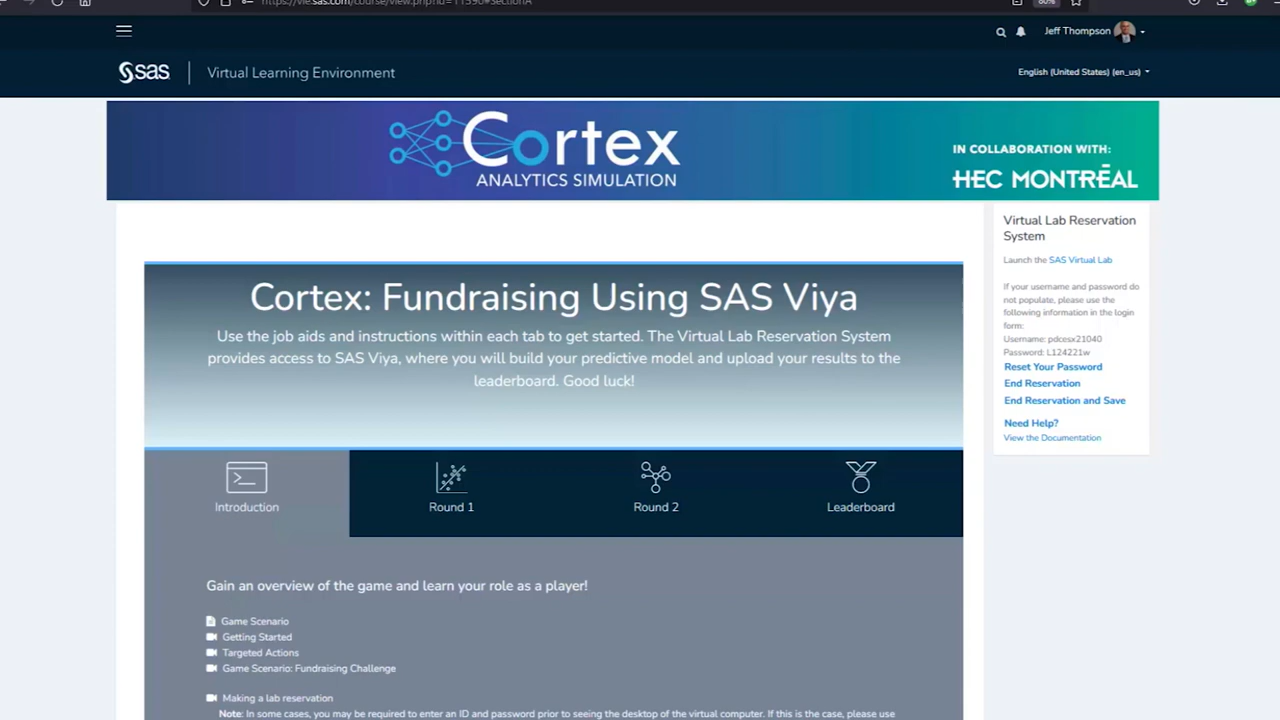 60%
Jeff Thompson
sas
Virtual Learning Environment
English (United States) (en_us)
Cortex
ANALYTICS SIMULATION
IN COLLABORATION WITH:
HEC MONTRĒAL
Cortex: Fundraising Using SAS Viya
Use the job aids and instructions within each tab to get started. The Virtual Lab Reservation System
provides access to SAS Viya, where you will build your predictive model and upload your results to the
leaderboard. Good luck!
Introduction
Round 1
Round 2
Leaderboard
Gain an overview of the game and learn your role as a player!
Game Scenario
Getting Started
Targeted Actions
Game Scenario: Fundraising Challenge
Making a lab reservation
Note: In some cases, you may be required to enter an ID and password prior to seeing the desktop of the virtual computer. If this is the case, please use
Virtual Lab Reservation
System
Launch the SAS Virtual Lab
If your username and password do
not populate, please use the
following information in the login
form:
Username: pdcesx21040
Password: L124221w
Reset Your Password
End Reservation
End Reservation and Save
Need Help?
View the Documentation